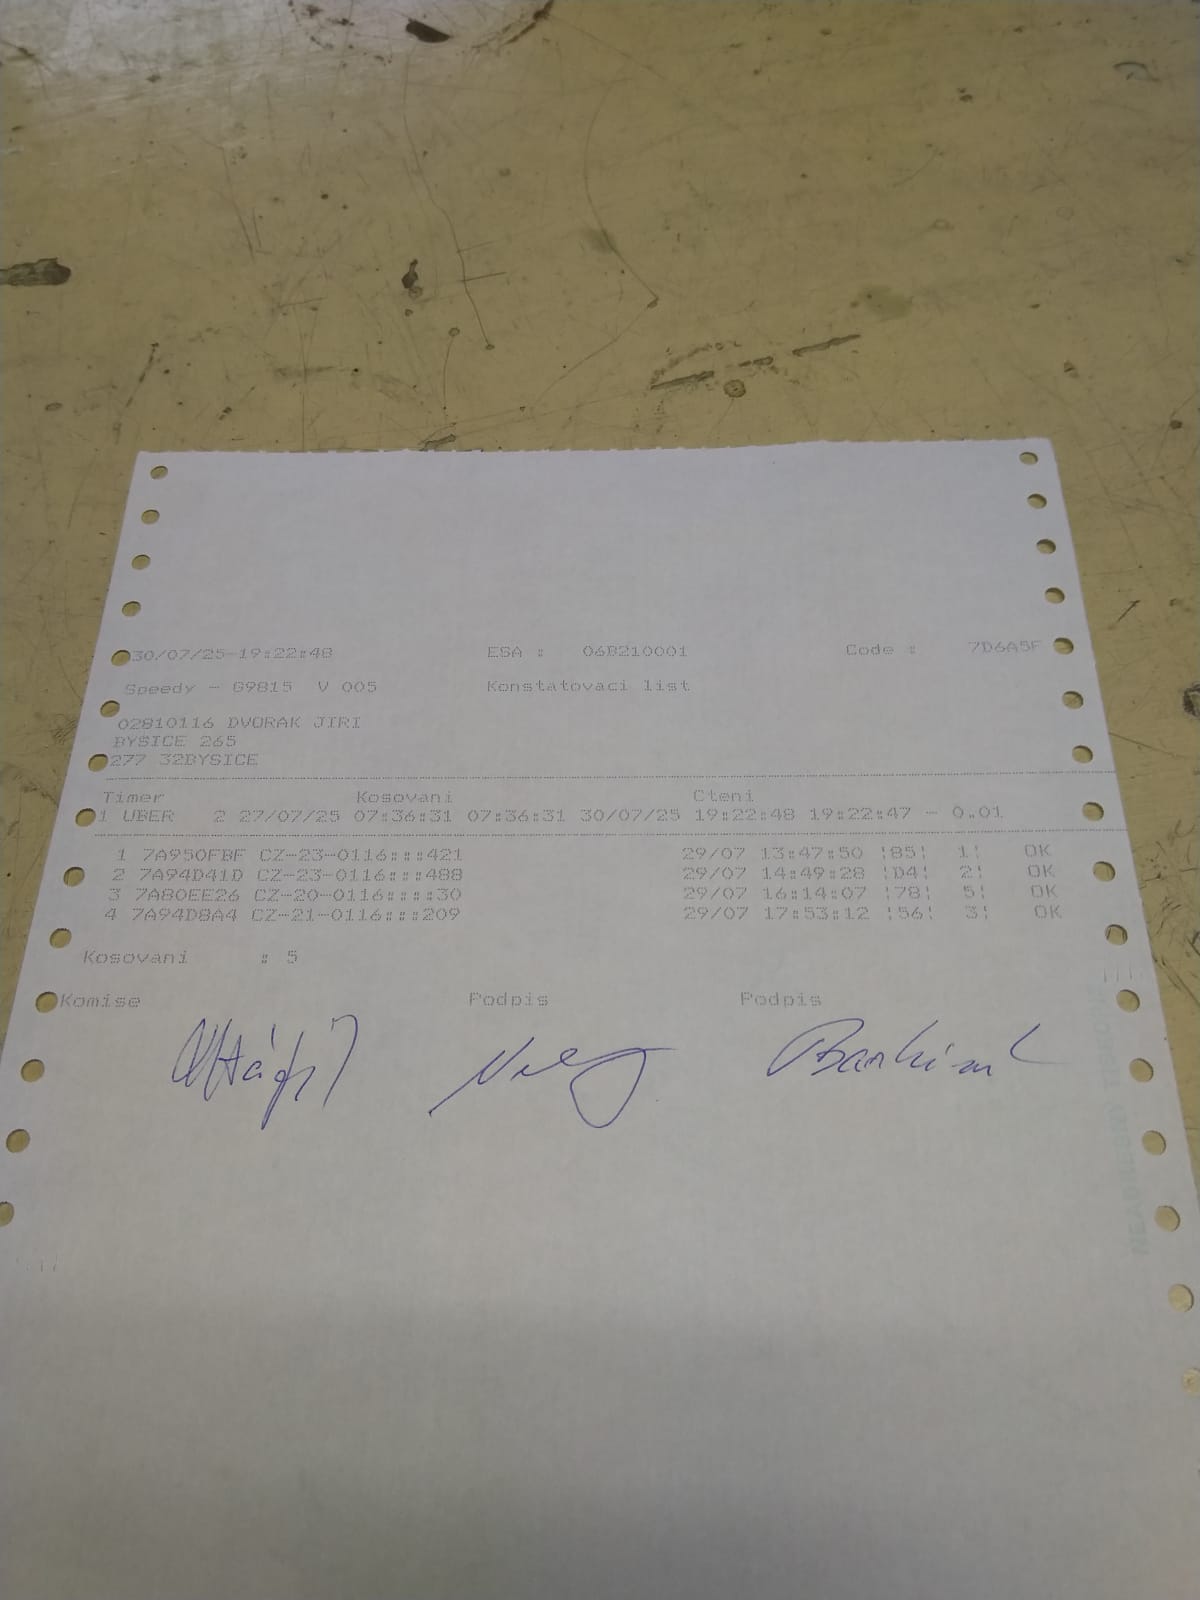 30/07/25-19:22:48 ESA : 06B210001 Code : 7D6A5F
Speedy - G9815 V 005 Konstatovaci list
02810116 DVORAK JIRI
BYSICE 265
277 32BYSICE
Timer Kosovani Cteni
1 UBER 2 27/07/25 07:36:31 07:36:31 30/07/25 19:22:48 19:22:47 - 0.01
1 7A950FBF CZ-23-0116:::421 29/07 13:47:50 ¦85¦ 1¦ OK
2 7A94D41D CZ-23-0116:::488 29/07 14:49:28 ¦D4¦ 2¦ OK
3 7A80EE26 CZ-20-0116::::30 29/07 16:14:07 ¦78¦ 5¦ OK
4 7A94D8A4 CZ-21-0116:::209 29/07 17:53:12 ¦56¦ 3¦ OK
Kosovani : 5
Komise Podpis Podpis